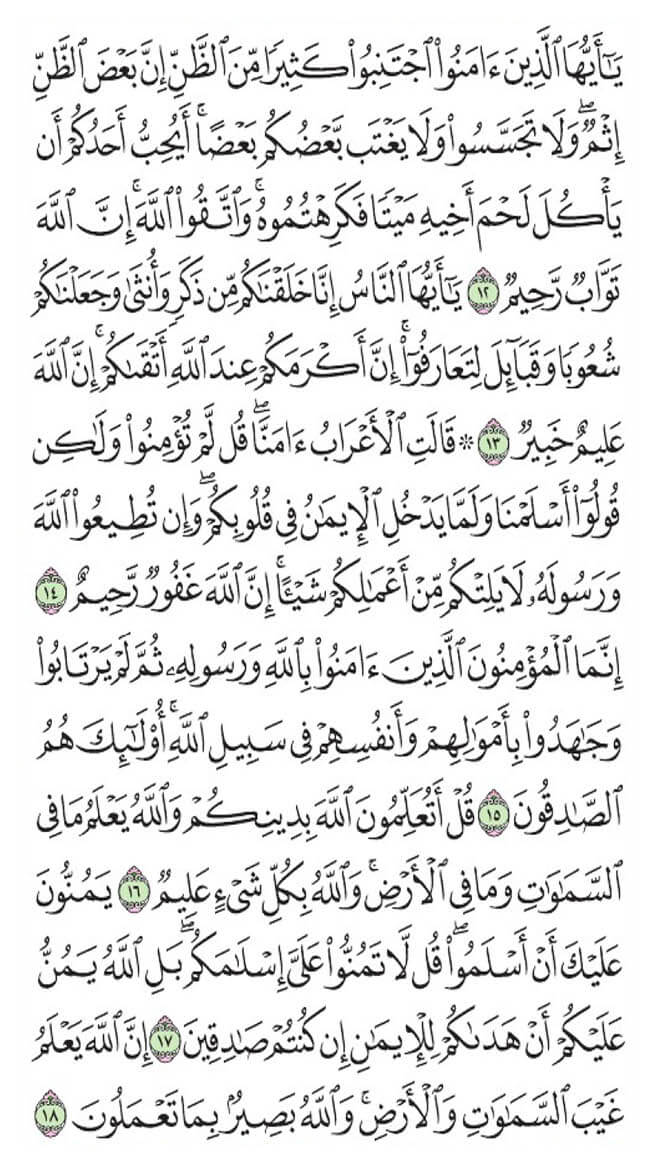 يَٰٓأَيُّهَا ٱلَّذِينَ ءَامَنُوا۟ ٱجْتَنِبُوا۟ كَثِيرًا مِّنَ ٱلظَّنِّ إِنَّ بَعْضَ ٱلظَّنِّ
إِثْمٌ ۖ وَلَا تَجَسَّسُوا۟ وَلَا يَغْتَب بَّعْضُكُم بَعْضًا ۚ أَيُحِبُّ أَحَدُكُمْ أَن
يَأْكُلَ لَحْمَ أَخِيهِ مَيْتًا فَكَرِهْتُمُوهُ ۚ وَٱتَّقُوا۟ ٱللَّهَ ۚ إِنَّ ٱللَّهَ
تَوَّابٌ رَّحِيمٌ ١٢ يَٰٓأَيُّهَا ٱلنَّاسُ إِنَّا خَلَقْنَٰكُم مِّن ذَكَرٍ وَأُنثَىٰ وَجَعَلْنَٰكُمْ
شُعُوبًا وَقَبَآئِلَ لِتَعَارَفُوٓا۟ ۚ إِنَّ أَكْرَمَكُمْ عِندَ ٱللَّهِ أَتْقَىٰكُمْ ۚ إِنَّ ٱللَّهَ
عَلِيمٌ خَبِيرٌ ١٣ ۞ قَالَتِ ٱلْأَعْرَابُ ءَامَنَّا ۖ قُل لَّمْ تُؤْمِنُوا۟ وَلَٰكِن
قُولُوٓا۟ أَسْلَمْنَا وَلَمَّا يَدْخُلِ ٱلْإِيمَٰنُ فِى قُلُوبِكُمْ ۖ وَإِن تُطِيعُوا۟ ٱللَّهَ
وَرَسُولَهُۥ لَا يَلِتْكُم مِّنْ أَعْمَٰلِكُمْ شَيْـًٔا ۚ إِنَّ ٱللَّهَ غَفُورٌ رَّحِيمٌ ١٤
إِنَّمَا ٱلْمُؤْمِنُونَ ٱلَّذِينَ ءَامَنُوا۟ بِٱللَّهِ وَرَسُولِهِۦ ثُمَّ لَمْ يَرْتَابُوا۟
وَجَٰهَدُوا۟ بِأَمْوَٰلِهِمْ وَأَنفُسِهِمْ فِى سَبِيلِ ٱللَّهِ ۚ أُو۟لَٰٓئِكَ هُمُ
ٱلصَّٰدِقُونَ ١٥ قُلْ أَتُعَلِّمُونَ ٱللَّهَ بِدِينِكُمْ وَٱللَّهُ يَعْلَمُ مَا فِى
ٱلسَّمَٰوَٰتِ وَمَا فِى ٱلْأَرْضِ ۚ وَٱللَّهُ بِكُلِّ شَىْءٍ عَلِيمٌ ١٦ يَمُنُّونَ
عَلَيْكَ أَنْ أَسْلَمُوا۟ ۖ قُل لَّا تَمُنُّوا۟ عَلَىَّ إِسْلَٰمَكُم ۖ بَلِ ٱللَّهُ يَمُنُّ
عَلَيْكُمْ أَنْ هَدَىٰكُمْ لِلْإِيمَٰنِ إِن كُنتُمْ صَٰدِقِينَ ١٧ إِنَّ ٱللَّهَ يَعْلَمُ
غَيْبَ ٱلسَّمَٰوَٰتِ وَٱلْأَرْضِ ۚ وَٱللَّهُ بَصِيرٌۢ بِمَا تَعْمَلُونَ ١٨